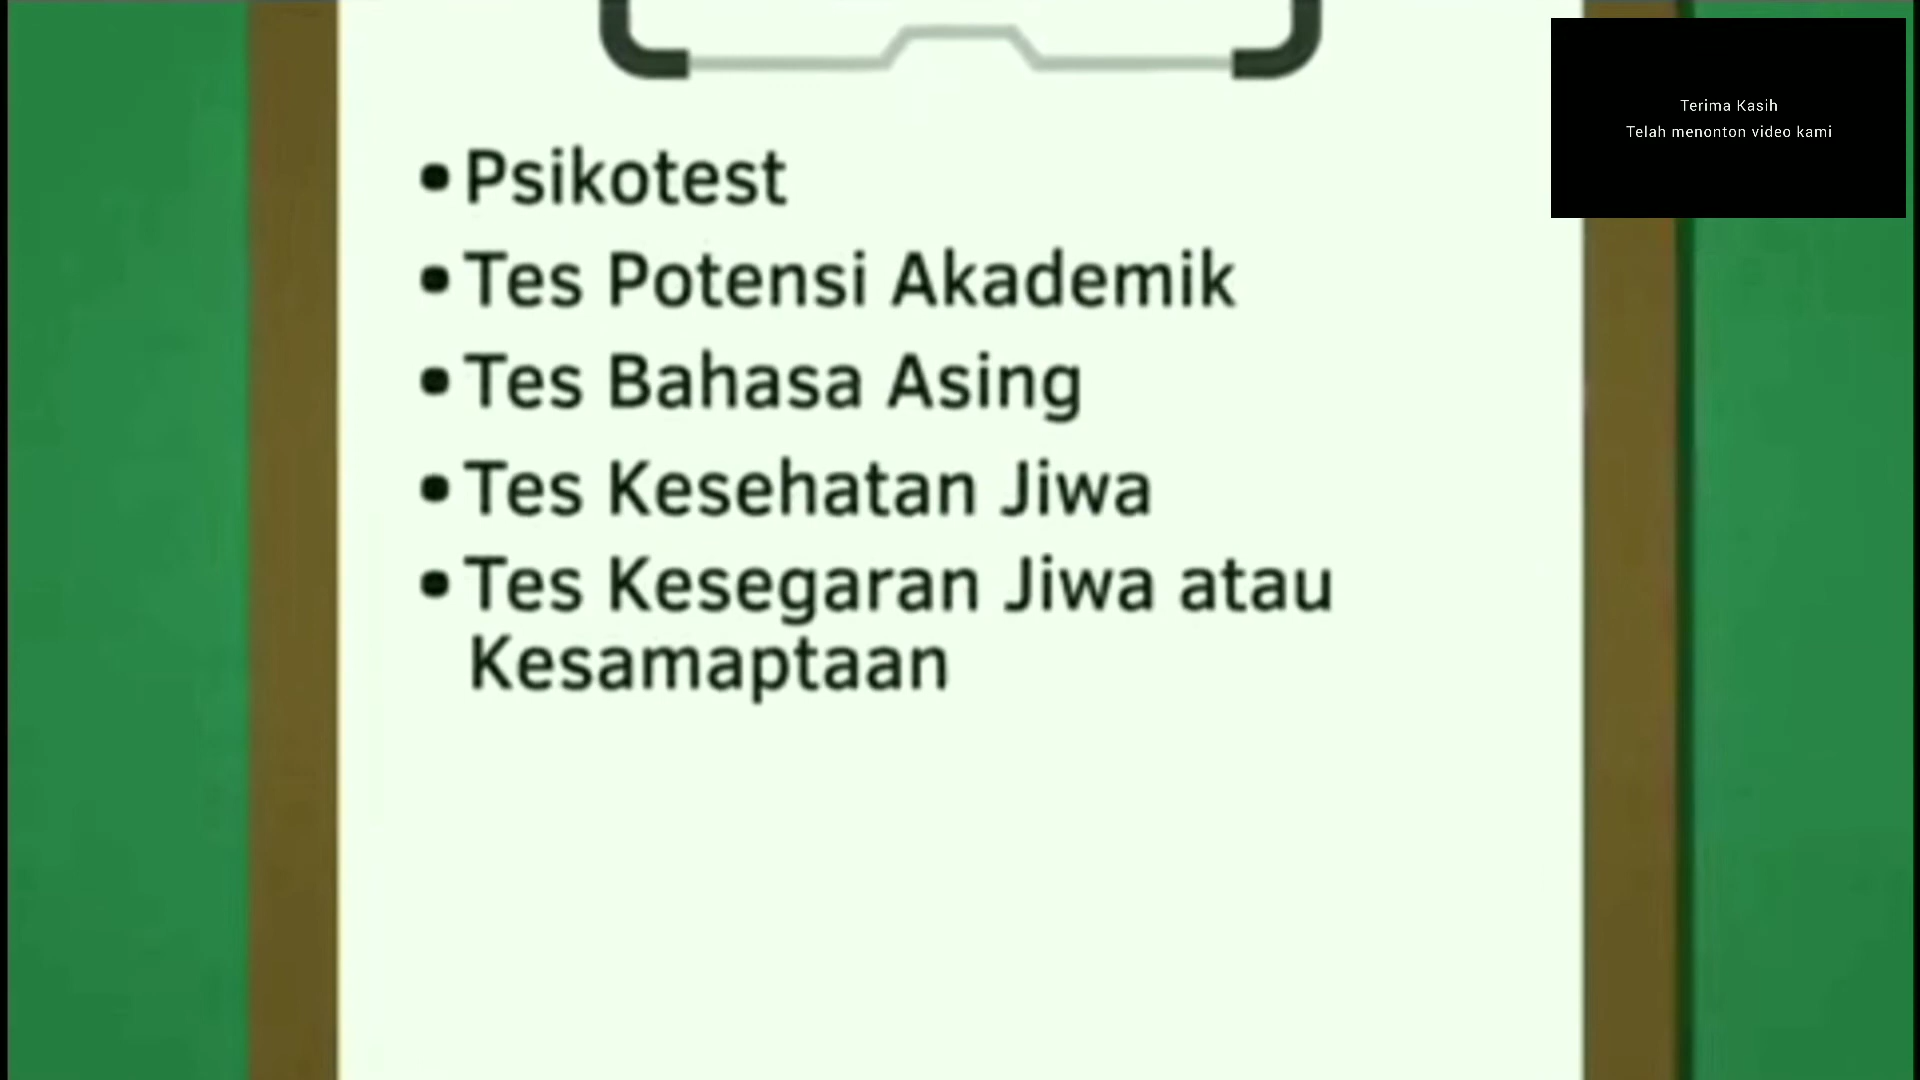 • Psikotest
• Tes Potensi Akademik
• Tes Bahasa Asing
• Tes Kesehatan Jiwa
• Tes Kesegaran Jiwa atau
Kesamaptaan
Terima Kasih
Telah menonton video kami